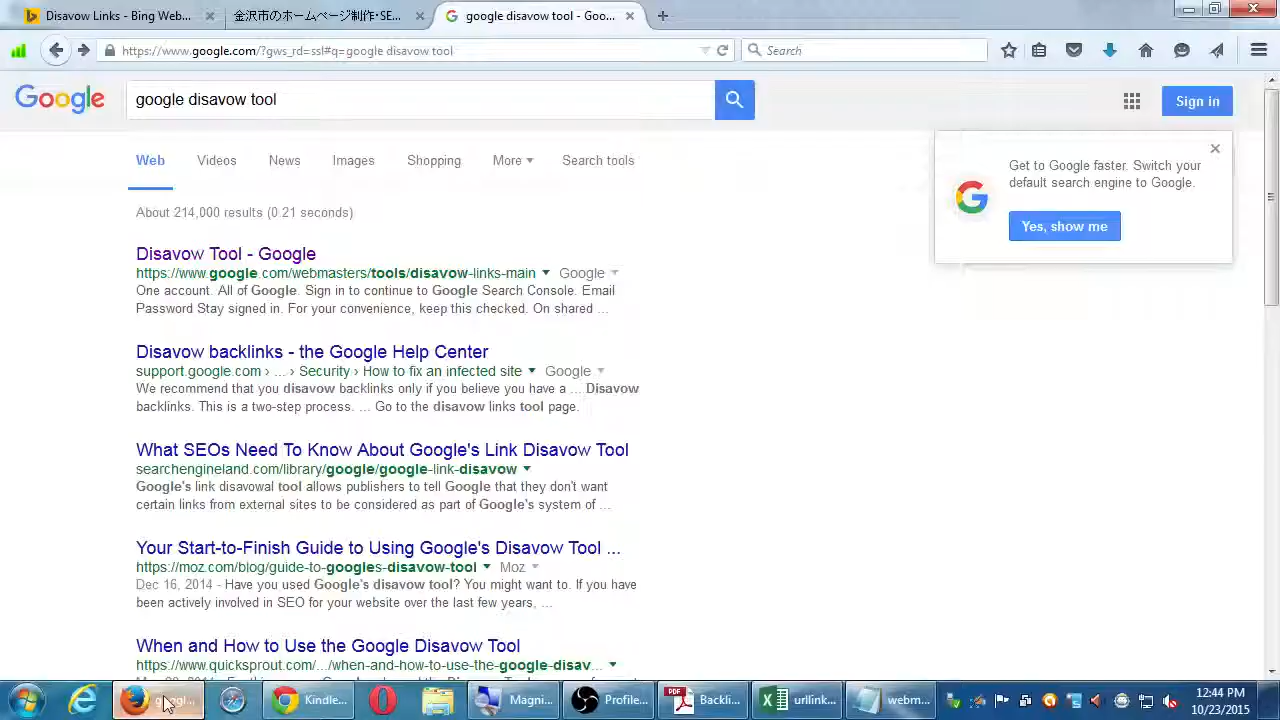 Disavow Links - Bing Web...
金沢市のホームページ制作・SE...
google disavow tool - Goo...
https://www.google.com/?gws_rd=ssl#q=google disavow tool
Search
Google
google disavow tool
Sign in
Web
Videos
News
Images
Shopping
More
Search tools
Get to Google faster. Switch your
default search engine to Google.
Yes, show me
About 214,000 results (0.21 seconds)
Disavow Tool - Google
https://www.google.com/webmasters/tools/disavow-links-main Google
One account. All of Google. Sign in to continue to Google Search Console. Email
Password Stay signed in. For your convenience, keep this checked. On shared ...
Disavow backlinks - the Google Help Center
support.google.com › ... › Security › How to fix an infected site Google
We recommend that you disavow backlinks only if you believe you have a ... Disavow
backlinks. This is a two-step process. ... Go to the disavow links tool page.
What SEOs Need To Know About Google's Link Disavow Tool
searchengineland.com/library/google/google-link-disavow
Google's link disavowal tool allows publishers to tell Google that they don't want
certain links from external sites to be considered as part of Google's system of ...
Your Start-to-Finish Guide to Using Google's Disavow Tool ...
https://moz.com/blog/guide-to-googles-disavow-tool Moz
Dec 16, 2014 - Have you used Google's disavow tool? You might want to. If you have
been actively involved in SEO for your website over the last few years, ...
When and How to Use the Google Disavow Tool
https://www.quicksprout.com/.../when-and-how-to-use-the-google-disav...
Kindle...
Magni...
Profile...
Backli...
urllink...
webm...
12:44 PM
10/23/2015